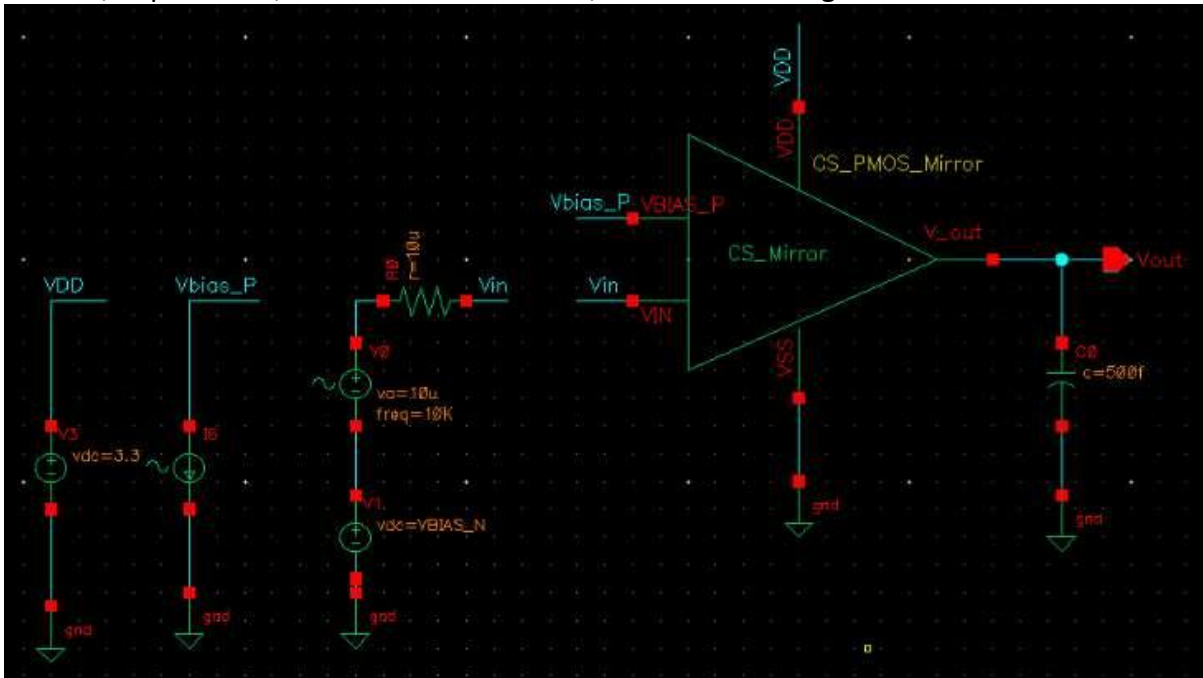 VDD
VDD
CS_PMOS_Mirror
Vbias_P
VBIAS_P
V_out
CS_Mirror
Vout
R0
r=10u
VDD
Vbias_P
Vin
Vin
VIN
V0
va=10u
freq=10K
VSS
C0
c=500f
V3
vdc=3.3
I6
V1
vdc=VBIAS_N
gnd
gnd
gnd
gnd
gnd